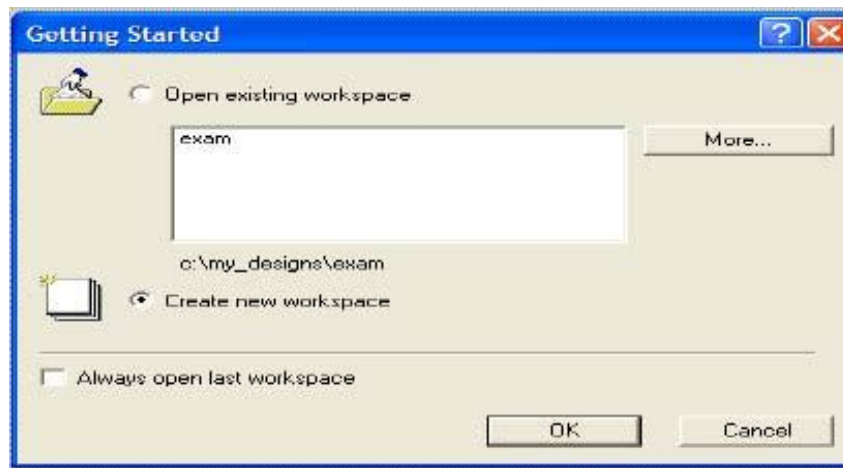 Getting Started
Open existing workspace
exam
More...
c:\my_designs\exam
Create new workspace
Always open last workspace
OK
Cancel